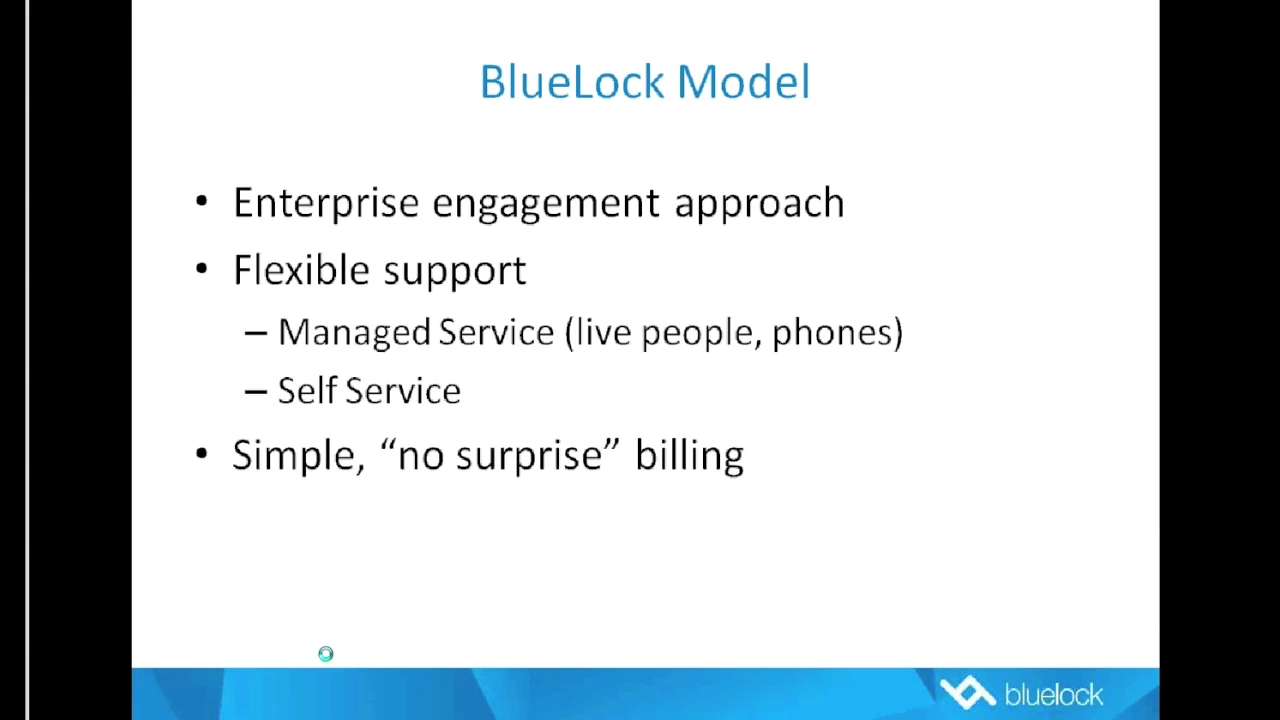 BlueLock Model
• Enterprise engagement approach
• Flexible support
– Managed Service (live people, phones)
– Self Service
• Simple, “no surprise” billing
bluelock